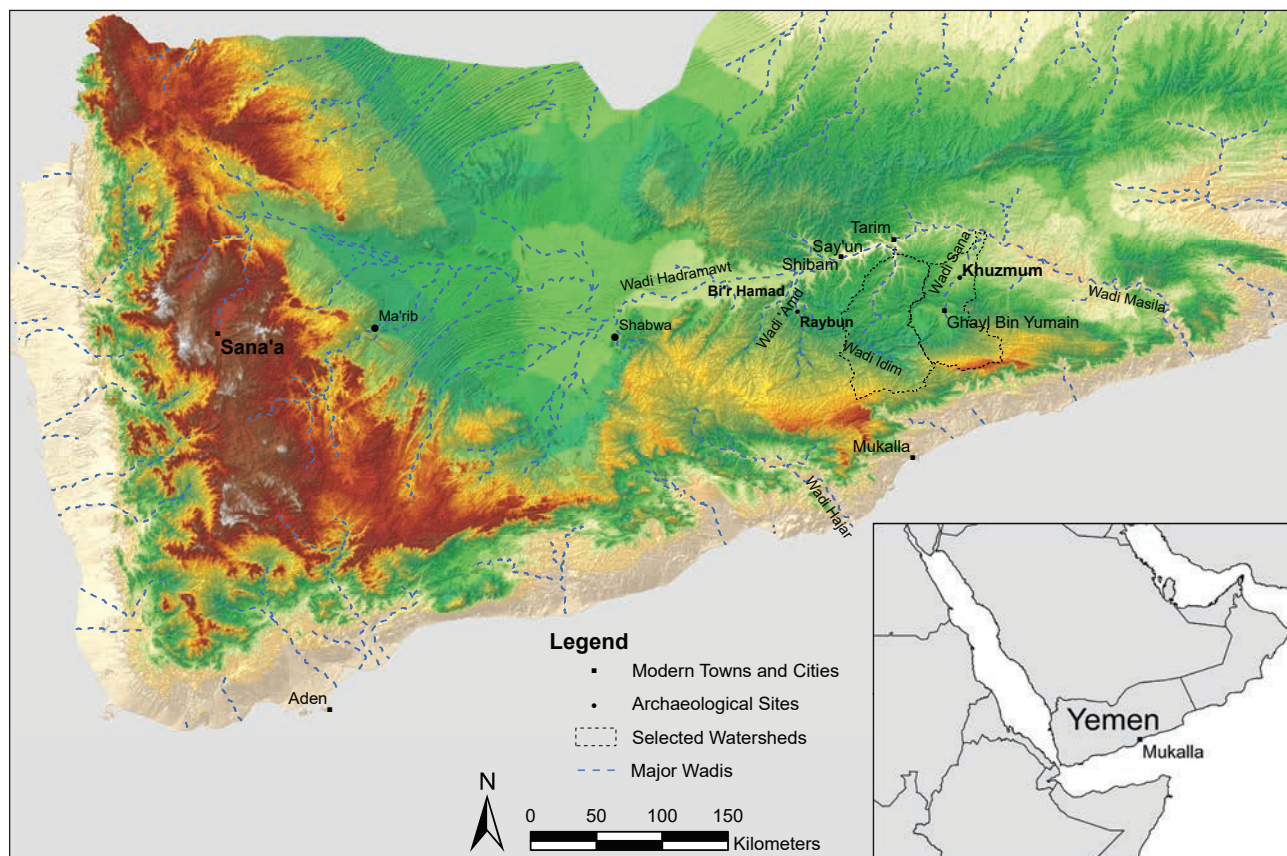 Tarim
Say'un
Shibam
Wadi Sana
Khuzmum
Wadi Hadramawt
Bi'r Hamad
Wadi Masila
Wadi 'Amd
Raybun
Ghayl Bin Yumain
Ma'rib
Shabwa
Sana'a
Wadi Idim
Mukalla
Wadi Hajar
Aden
Legend
Modern Towns and Cities
Archaeological Sites
Selected Watersheds
Major Wadis
N
0 50 100 150
Kilometers
Yemen
Mukalla